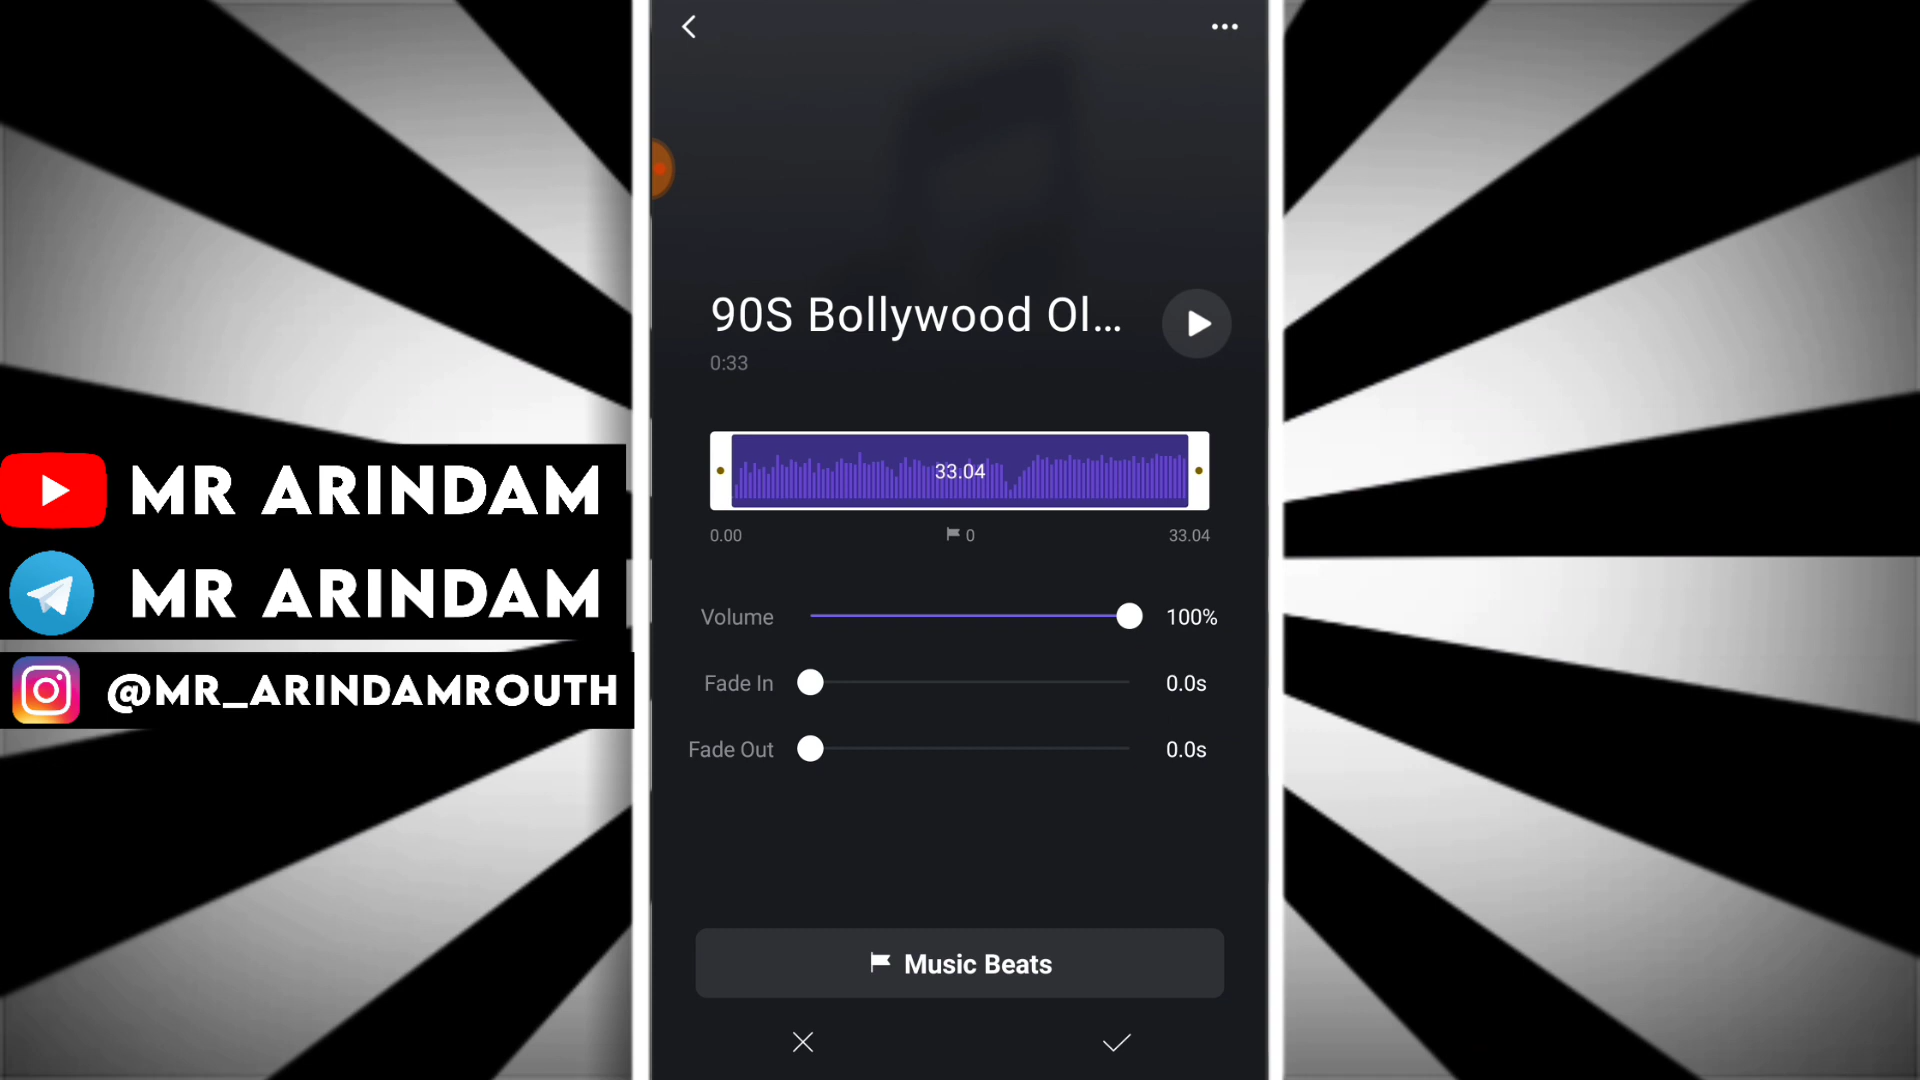 90S Bollywood Ol...
0:33
33.04
0.00 0 33.04
Volume 100%
Fade In 0.0s
Fade Out 0.0s
Music Beats
MR ARINDAM
MR ARINDAM
@MR_ARINDAMROUTH